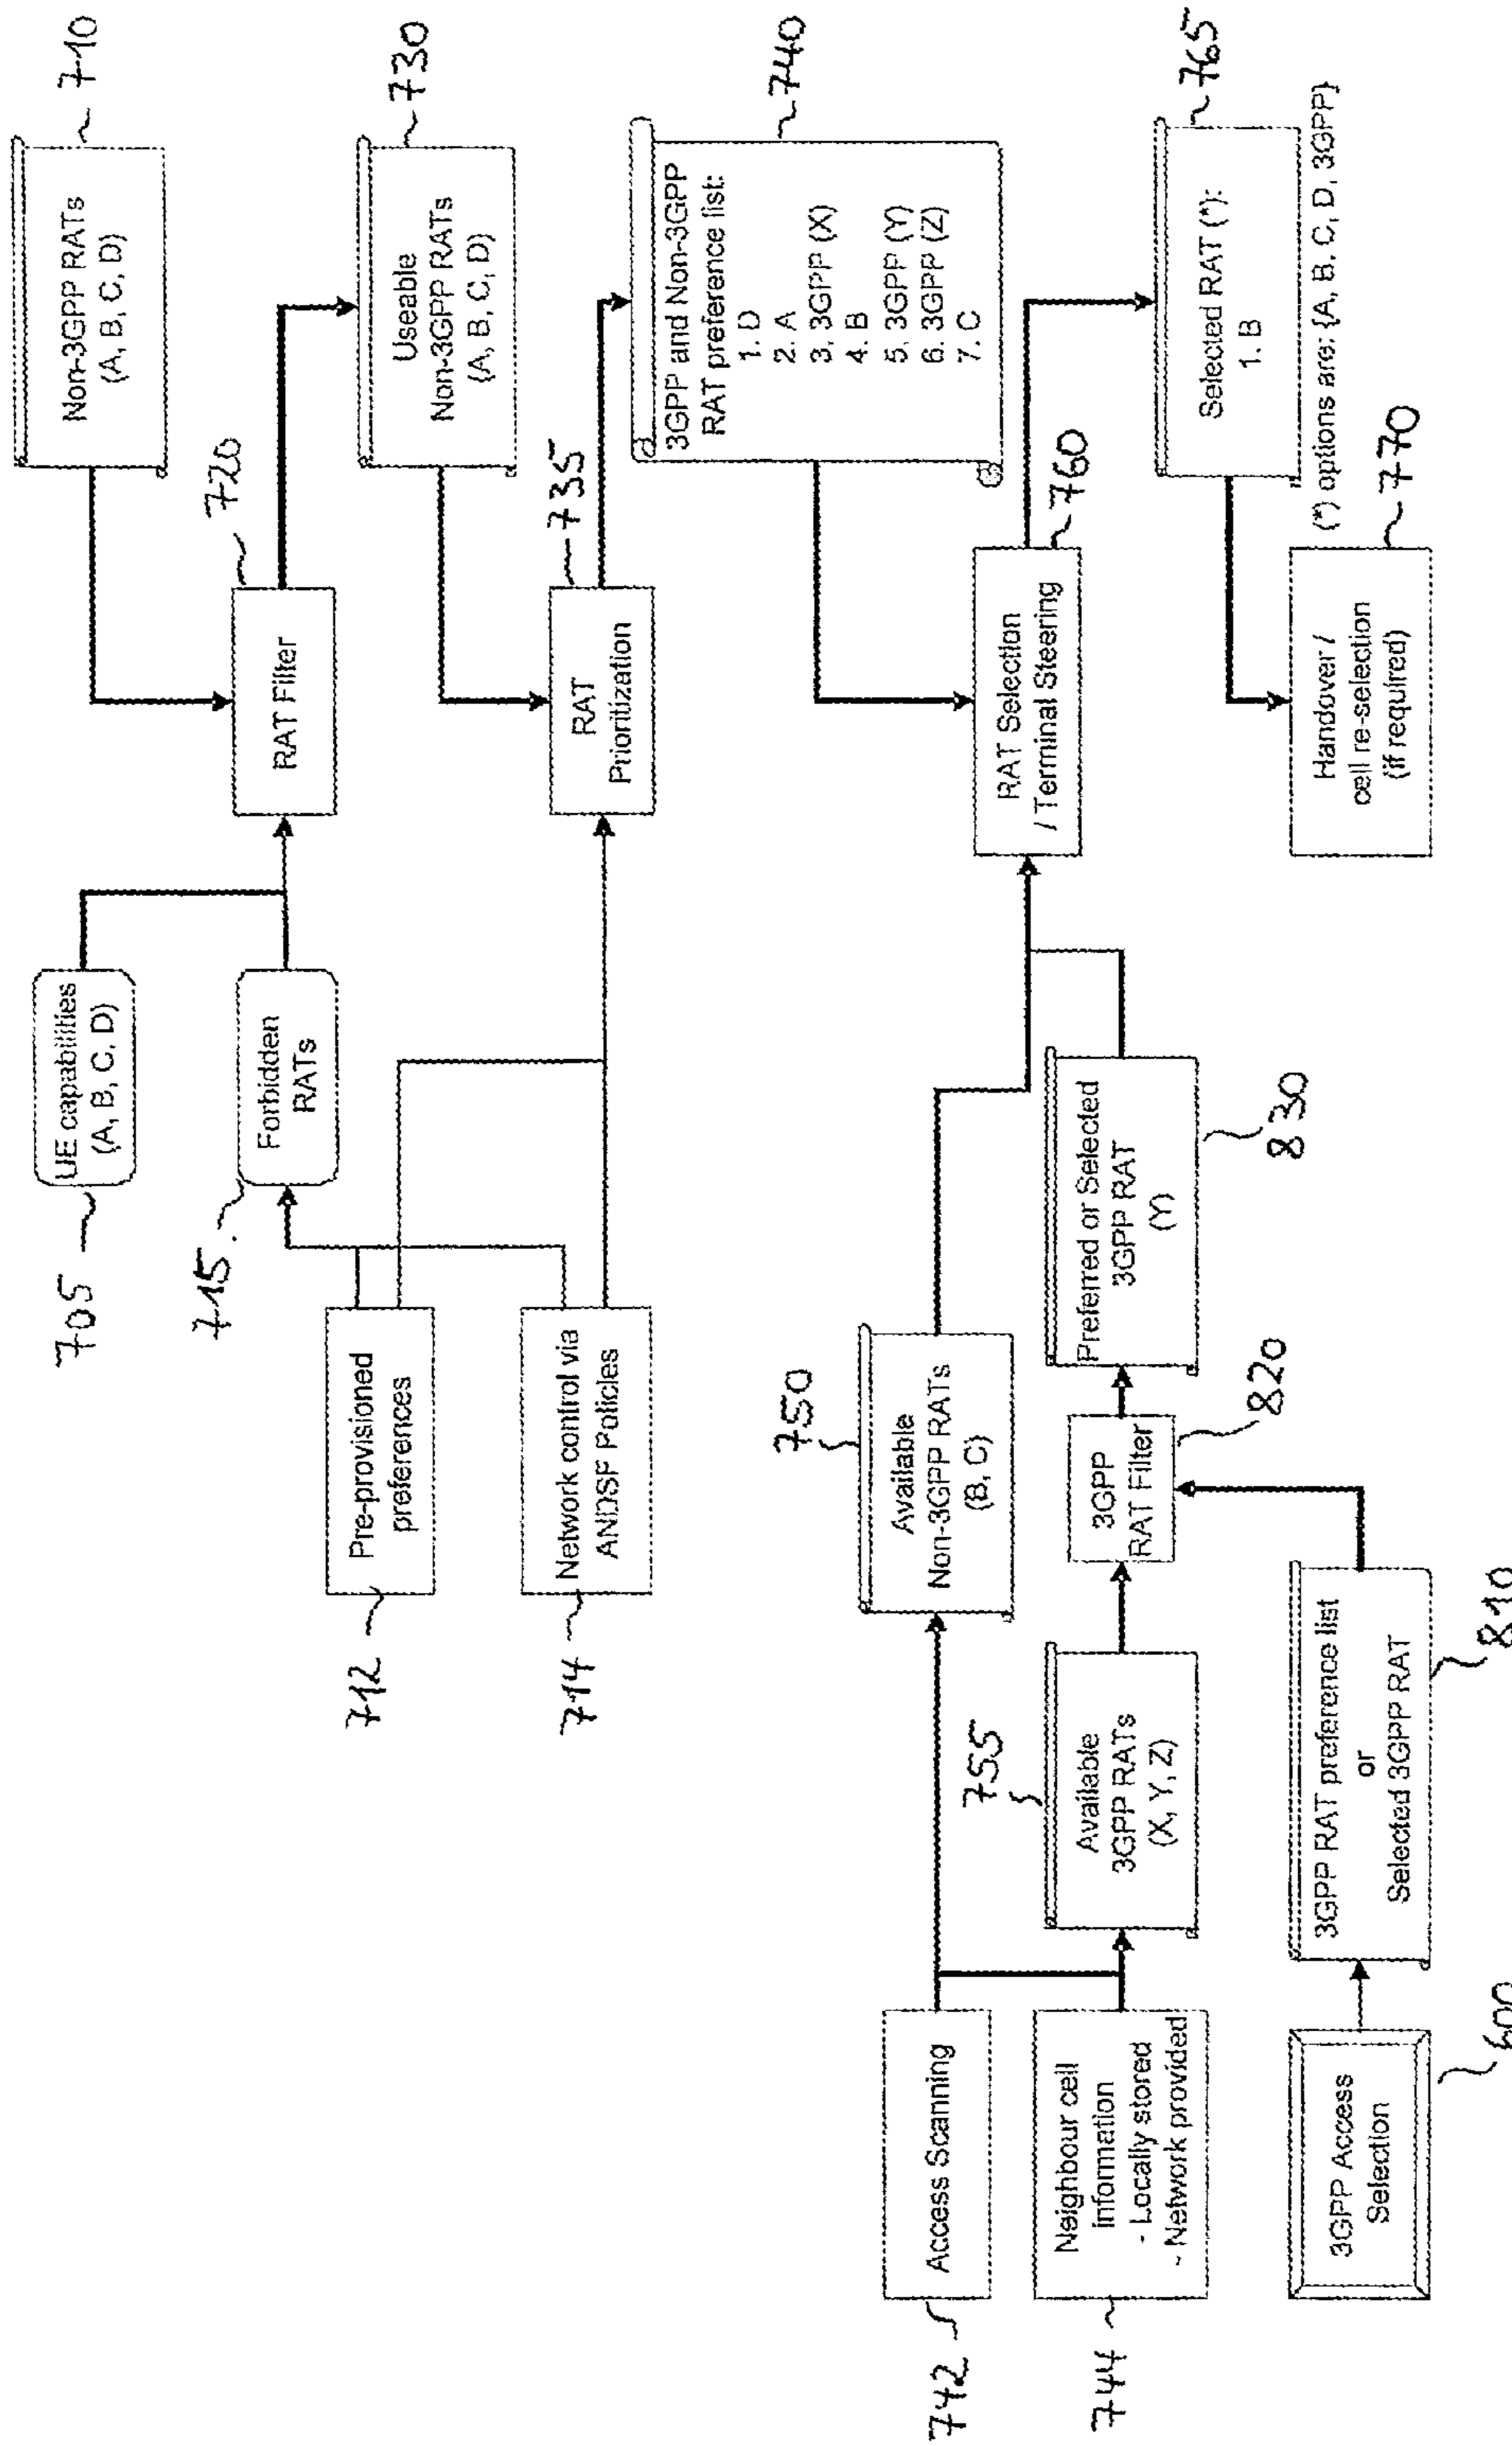 705
UE capabilities
(A, B, C, D)
710
Non-3GPP RATs
(A, B, C, D)
715
Forbidden
RATs
720
RAT Filter
712
Pre-provisioned
preferences
730
Useable
Non-3GPP RATs
(A, B, C, D)
714
Network control via
ANDSF Policies
735
RAT
Prioritization
740
3GPP and Non-3GPP
RAT preference list:
1. D
2. A
3. 3GPP (X)
4. B
5. 3GPP (Y)
6. 3GPP (Z)
7. C
742
Access Scanning
750
Available
Non-3GPP RATs
(B, C)
760
RAT Selection
/ Terminal Steering
744
Neighbour cell
information
- Locally stored
- Network provided
755
Available
3GPP RATs
(X, Y, Z)
3GPP
RAT Filter
820
Preferred or Selected
3GPP RAT
(Y)
830
765
Selected RAT (*):
1. B
(*) options are: {A, B, C, D, 3GPP}
Handover /
cell re-selection
(if required)
770
3GPP Access
Selection
600
3GPP RAT preference list
or
Selected 3GPP RAT
810